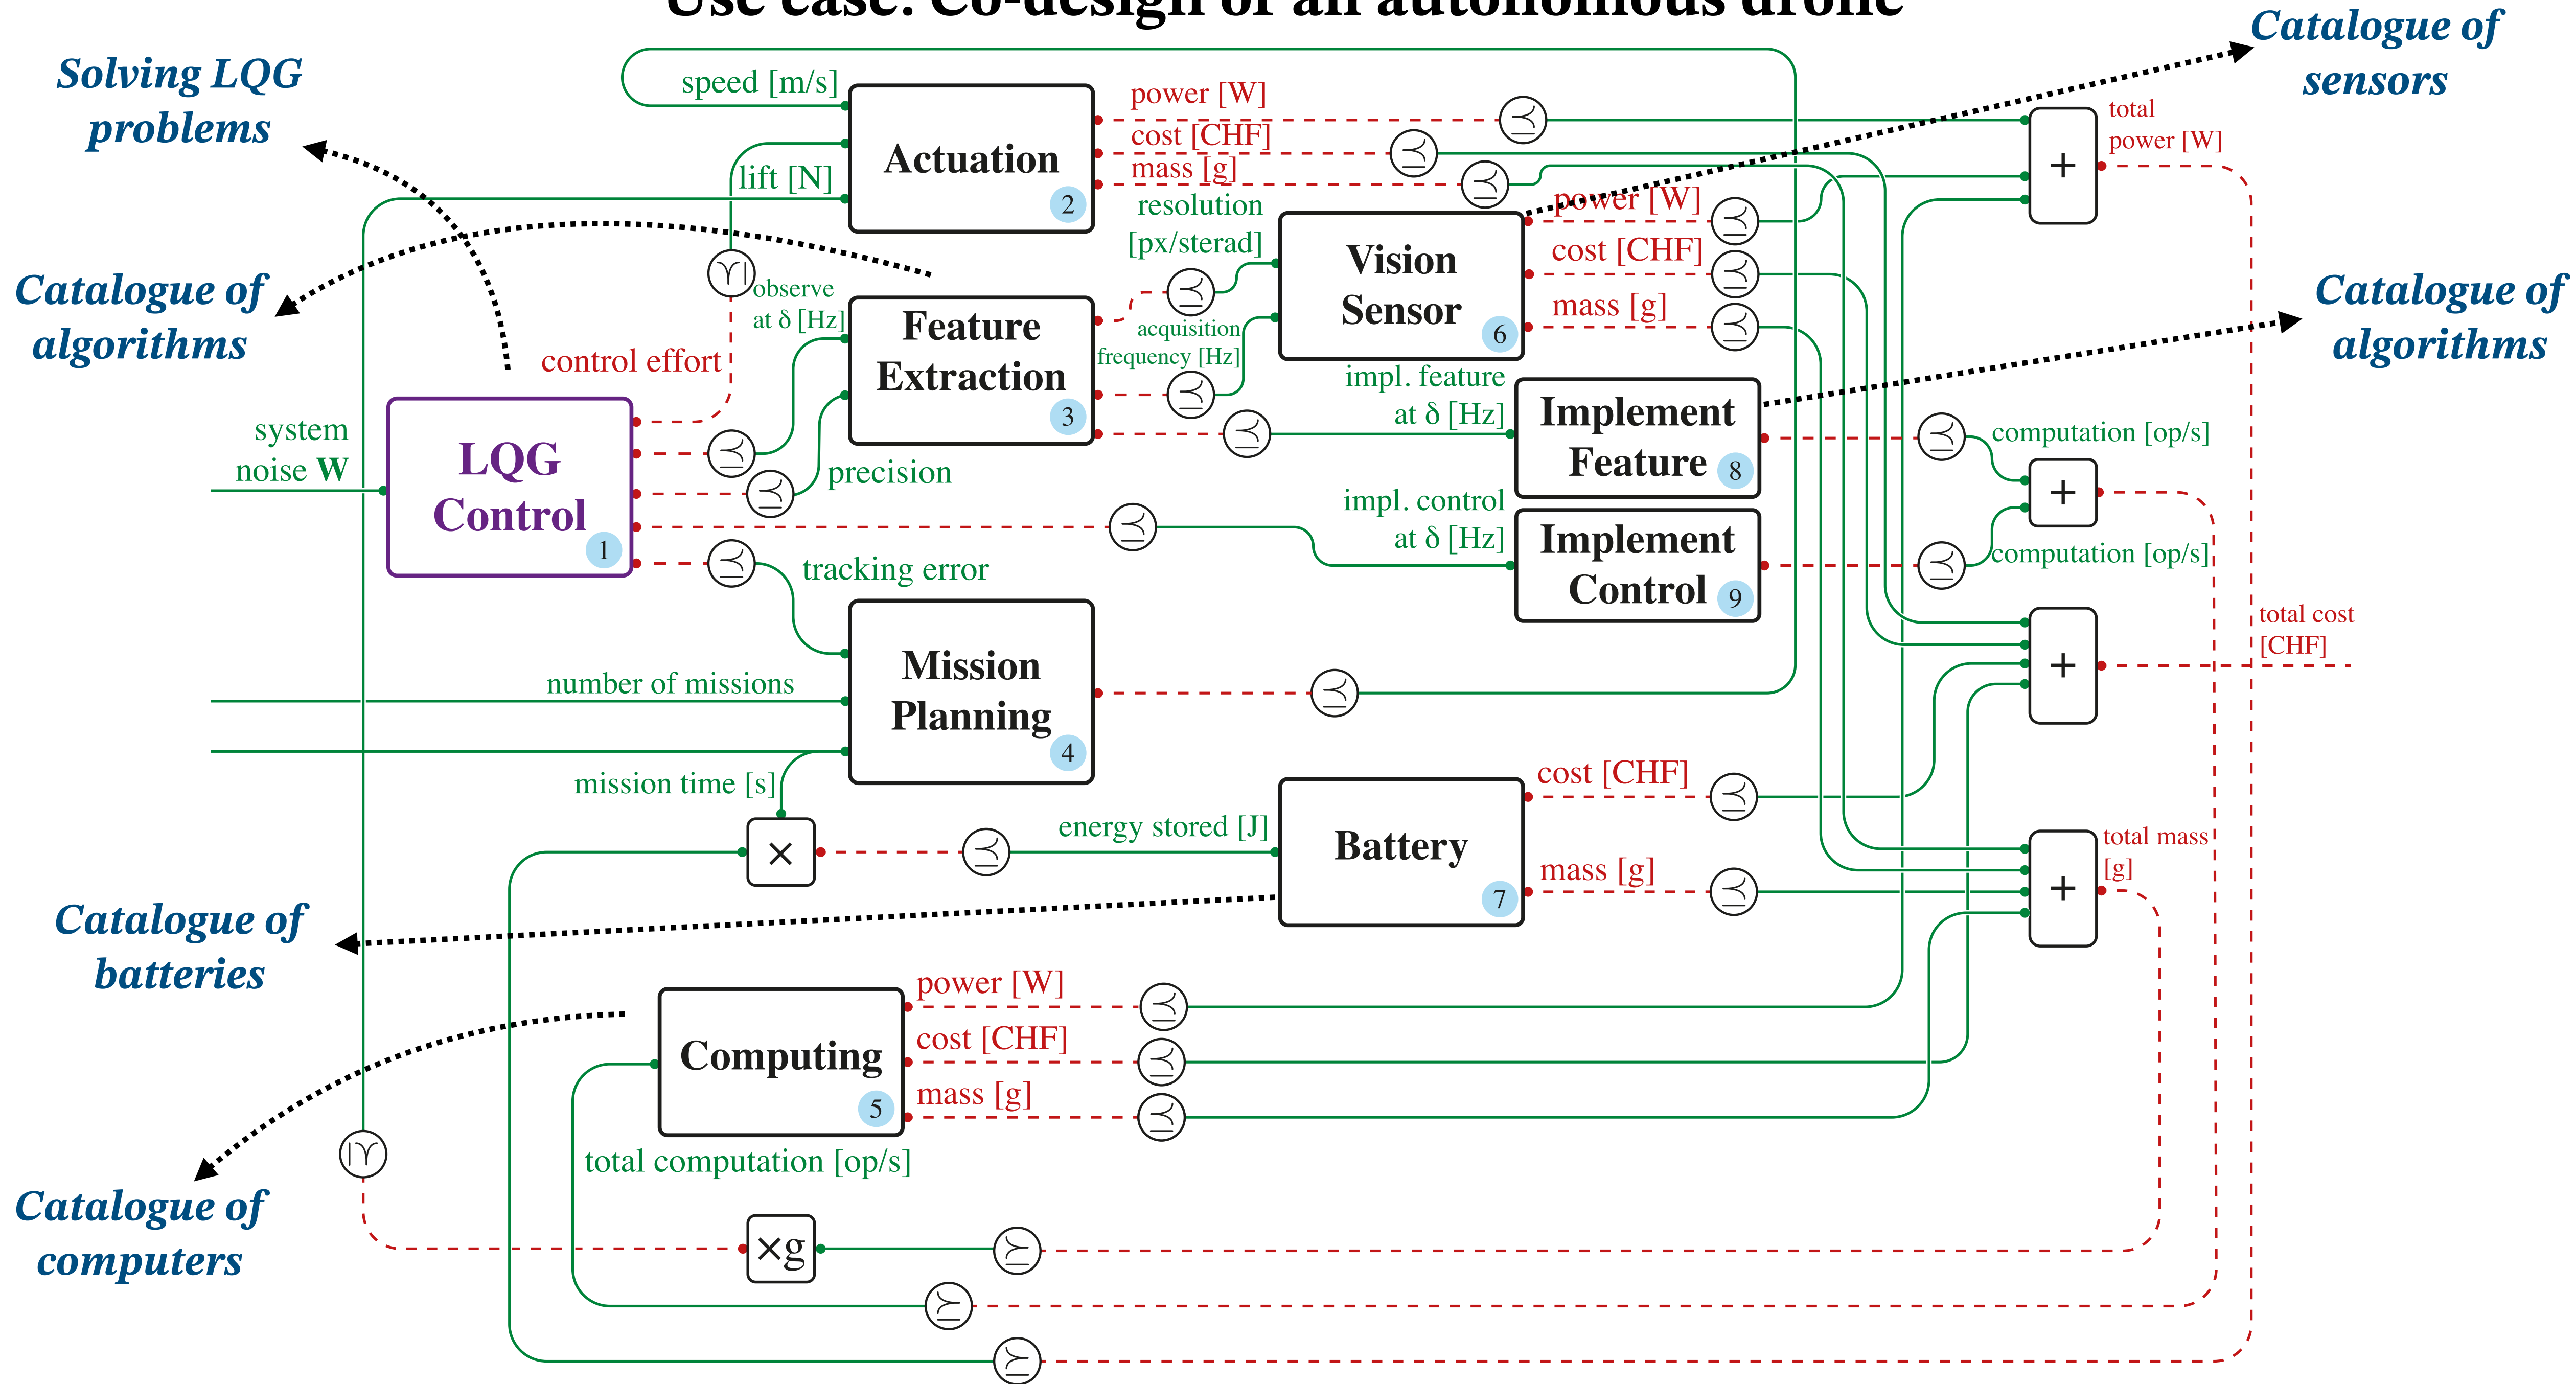 Use case: Co-design of an autonomous drone
Solving LQG
problems
Catalogue of
algorithms
Catalogue of
batteries
Catalogue of
computers
Catalogue of
sensors
Catalogue of
algorithms
speed [m/s]
lift [N]
Actuation
2
power [W]
cost [CHF]
mass [g]
control effort
observe
at δ [Hz]
precision
Feature
Extraction
3
resolution
[px/sterad]
acquisition
frequency [Hz]
Vision
Sensor
6
power [W]
cost [CHF]
mass [g]
system
noise W
LQG
Control
1
tracking error
impl. feature
at δ [Hz]
Implement
Feature
8
impl. control
at δ [Hz]
Implement
Control
9
computation [op/s]
+
computation [op/s]
total
power [W]
+
total cost
[CHF]
+
total mass
[g]
+
number of missions
mission time [s]
Mission
Planning
4
×
energy stored [J]
Battery
7
cost [CHF]
mass [g]
Computing
5
power [W]
cost [CHF]
mass [g]
total computation [op/s]
×g